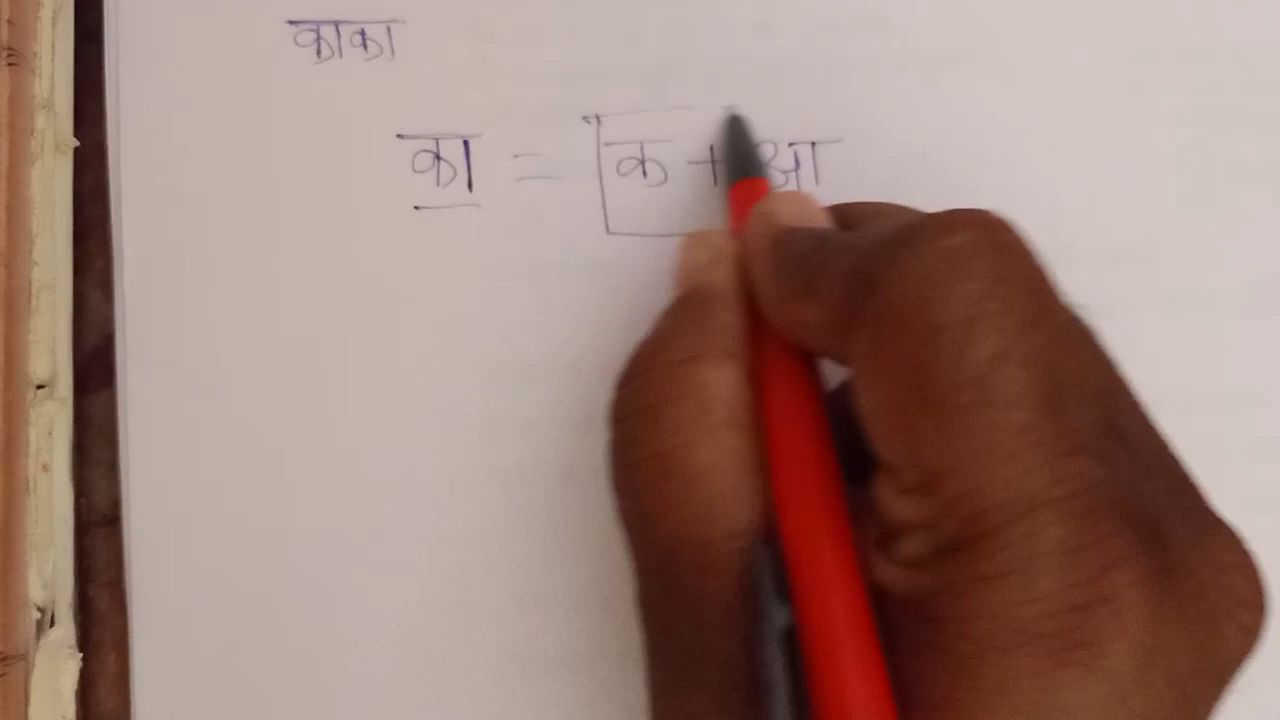 काका
का = क + आ